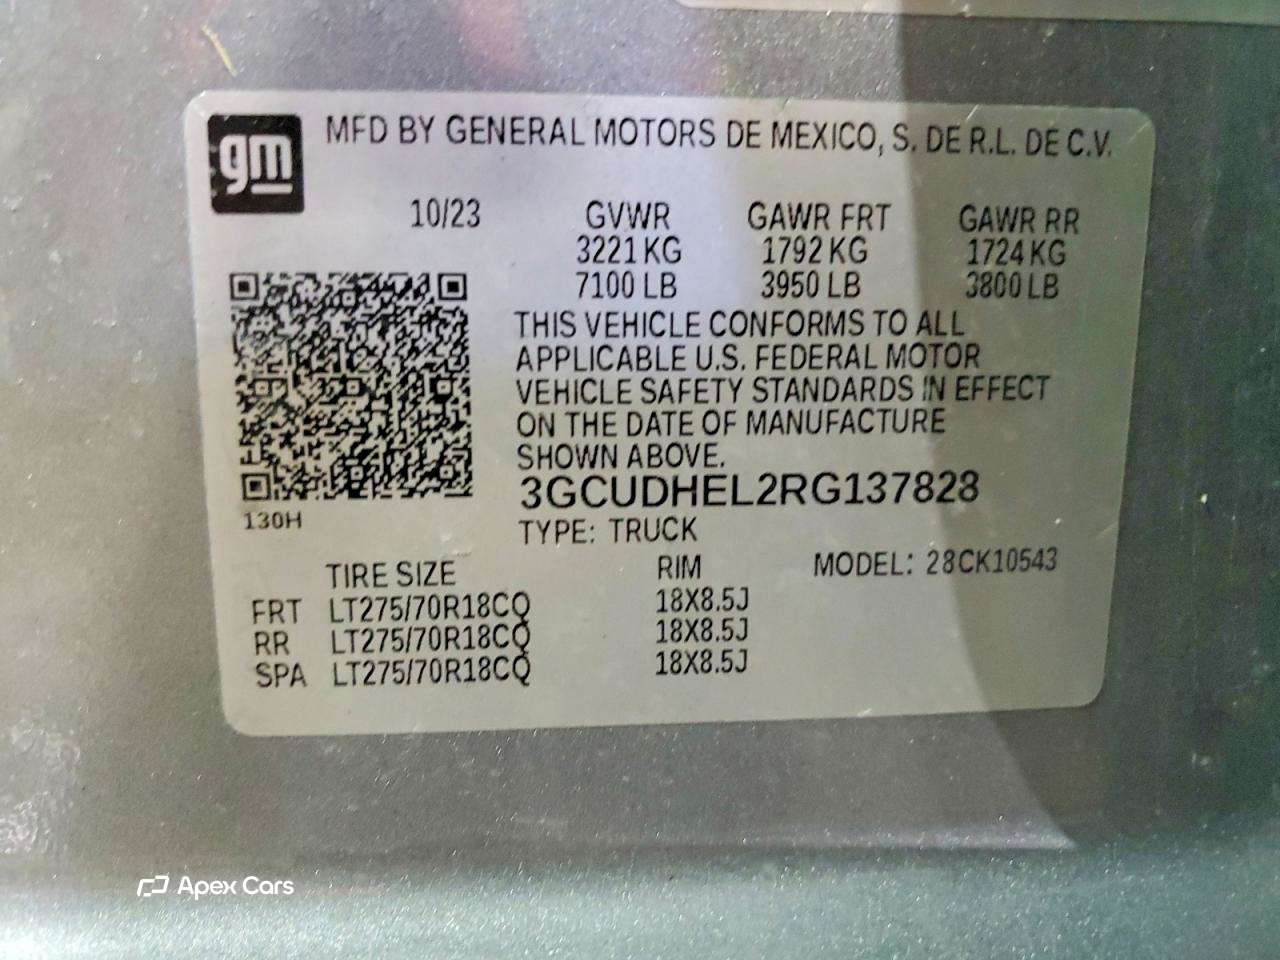 gm
MFD BY GENERAL MOTORS DE MEXICO, S. DE R.L. DE C.V.
10/23 GVWR GAWR FRT GAWR RR
3221 KG 1792 KG 1724 KG
7100 LB 3950 LB 3800 LB
THIS VEHICLE CONFORMS TO ALL
APPLICABLE U.S. FEDERAL MOTOR
VEHICLE SAFETY STANDARDS IN EFFECT
ON THE DATE OF MANUFACTURE
SHOWN ABOVE.
3GCUDHEL2RG137828
130H
TYPE: TRUCK
TIRE SIZE RIM MODEL: 28CK10543
FRT LT275/70R18CQ 18X8.5J
RR LT275/70R18CQ 18X8.5J
SPA LT275/70R18CQ 18X8.5J
Apex Cars